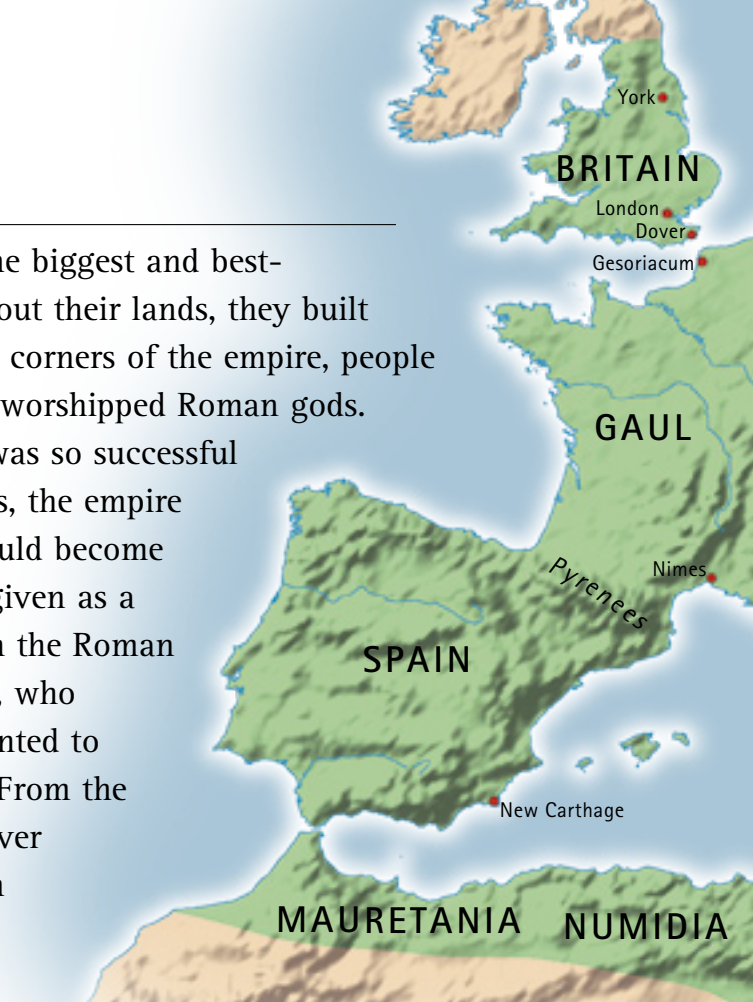 ne biggest and best-
out their lands, they built
corners of the empire, people
worshipped Roman gods.
was so successful
s, the empire
uld become
given as a
n the Roman
, who
nted to
From the
ver
York
BRITAIN
London
Dover
Gesoriacum
GAUL
Pyrenees
Nimes
SPAIN
New Carthage
MAURETANIA
NUMIDIA